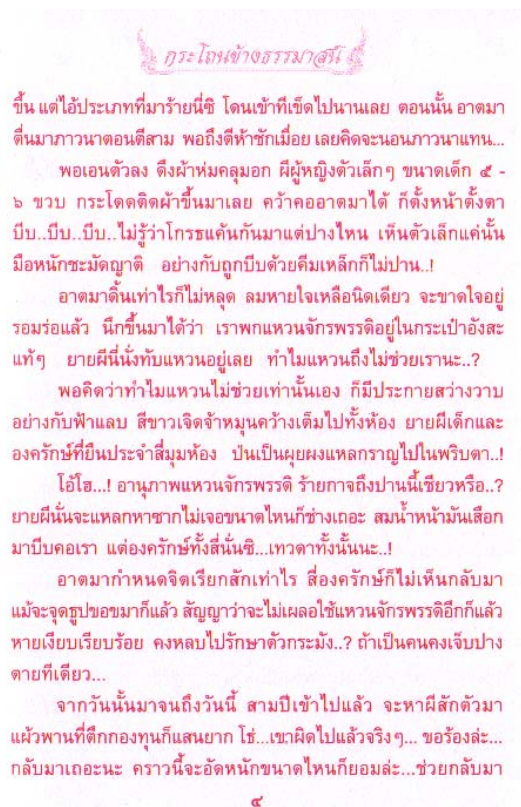 กระโถนข้างธรรมาสน์
ขึ้น แต่ไอ้ประเภทที่มาร้ายนี่ซิ โดนเข้าทีเข็ดไปนานเลย ตอนนั้น อาตมา
ตื่นมาภาวนาตอนตีสาม พอถึงตีห้าชักเมื่อย เลยคิดจะนอนภาวนาแทน...
พอเอนตัวลง ดึงผ้าห่มคลุมอก ผีผู้หญิงตัวเล็กๆ ขนาดเด็ก ๕ -
๖ ขวบ กระโดดติดผ้าขึ้นมาเลย คว้าคออาตมาได้ ก็ตั้งหน้าตั้งตา
บีบ..บีบ..บีบ..ไม่รู้ว่าโกรธแค้นกันมาแต่ปางไหน เห็นตัวเล็กแค่นั้น
มือหนักชะมัดญาติ อย่างกับถูกบีบด้วยคีมเหล็กก็ไม่ปาน..!
อาตมาดิ้นเท่าไรก็ไม่หลุด ลมหายใจเหลือนิดเดียว จะขาดใจอยู่
รอมร่อแล้ว นึกขึ้นมาได้ว่า เราพกแหวนจักรพรรดิอยู่ในกระเป๋าอังสะ
แท้ๆ ยายผีนี่นั่งทับแหวนอยู่เลย ทำไมแหวนถึงไม่ช่วยเรานะ..?
พอคิดว่าทำไมแหวนไม่ช่วยเท่านั้นเอง ก็มีประกายสว่างวาบ
อย่างกับฟ้าแลบ สีขาวเจิดจ้าหมุนคว้างเต็มไปทั้งห้อง ยายผีเด็กและ
องครักษ์ที่ยืนประจำสี่มุมห้อง ป่นเป็นผุยผงแหลกราญไปในพริบตา..!
โอ้โฮ...! อานุภาพแหวนจักรพรรดิ ร้ายกาจถึงปานนี้เชียวหรือ..?
ยายผีนั่นจะแหลกหาซากไม่เจอขนาดไหนก็ช่างเถอะ สมน้ำหน้ามันเสือก
มาบีบคอเรา แต่องครักษ์ทั้งสี่นั่นซิ...เทวดาทั้งนั้นนะ..!
อาตมากำหนดจิตเรียกสักเท่าไร สี่องครักษ์ก็ไม่เห็นกลับมา
แม้จะจุดธูปขอขมาก็แล้ว สัญญาว่าจะไม่เผลอใช้แหวนจักรพรรดิอีกก็แล้ว
หายเงียบเรียบร้อย คงหลบไปรักษาตัวกระมัง..? ถ้าเป็นคนคงเจ็บปาง
ตายทีเดียว...
จากวันนั้นมาจนถึงวันนี้ สามปีเข้าไปแล้ว จะหาผีสักตัวมา
แผ้วพานที่ตึกกองทุนก็แสนยาก โธ่...เขาผิดไปแล้วจริงๆ... ขอร้องล่ะ...
กลับมาเถอะนะ คราวนี้จะอัดหนักขนาดไหนก็ยอมล่ะ...ช่วยกลับมา
๔